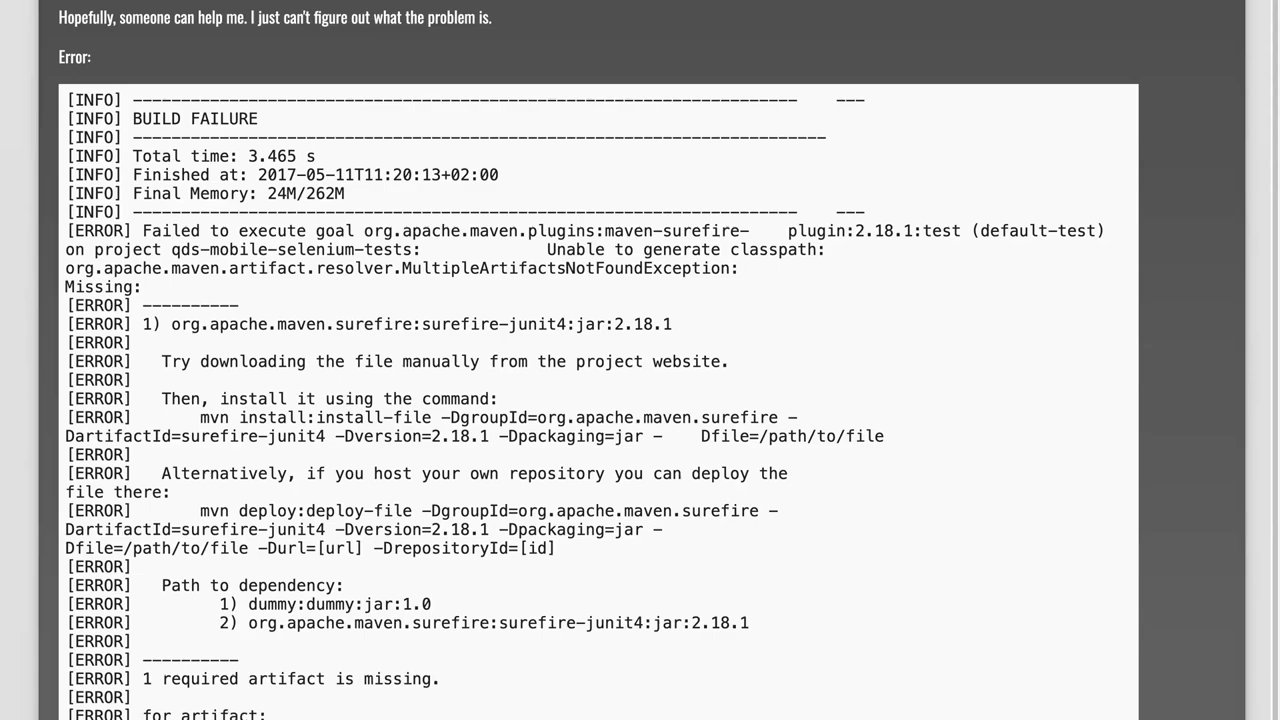 Hopefully, someone can help me. I just can't figure out what the problem is.
Error:
[INFO] --------------------------------------------------------------------- ---
[INFO] BUILD FAILURE
[INFO] ------------------------------------------------------------------------
[INFO] Total time: 3.465 s
[INFO] Finished at: 2017-05-11T11:20:13+02:00
[INFO] Final Memory: 24M/262M
[INFO] --------------------------------------------------------------------- ---
[ERROR] Failed to execute goal org.apache.maven.plugins:maven-surefire- plugin:2.18.1:test (default-test)
on project qds-mobile-selenium-tests: Unable to generate classpath:
org.apache.maven.artifact.resolver.MultipleArtifactsNotFoundException:
Missing:
[ERROR] ----------
[ERROR] 1) org.apache.maven.surefire:surefire-junit4:jar:2.18.1
[ERROR]
[ERROR] Try downloading the file manually from the project website.
[ERROR]
[ERROR] Then, install it using the command:
[ERROR] mvn install:install-file -DgroupId=org.apache.maven.surefire -
DartifactId=surefire-junit4 -Dversion=2.18.1 -Dpackaging=jar - Dfile=/path/to/file
[ERROR]
[ERROR] Alternatively, if you host your own repository you can deploy the
file there:
[ERROR] mvn deploy:deploy-file -DgroupId=org.apache.maven.surefire -
DartifactId=surefire-junit4 -Dversion=2.18.1 -Dpackaging=jar -
Dfile=/path/to/file -Durl=[url] -DrepositoryId=[id]
[ERROR]
[ERROR] Path to dependency:
[ERROR] 1) dummy:dummy:jar:1.0
[ERROR] 2) org.apache.maven.surefire:surefire-junit4:jar:2.18.1
[ERROR]
[ERROR] ----------
[ERROR] 1 required artifact is missing.
[ERROR]
[ERROR] for artifact: